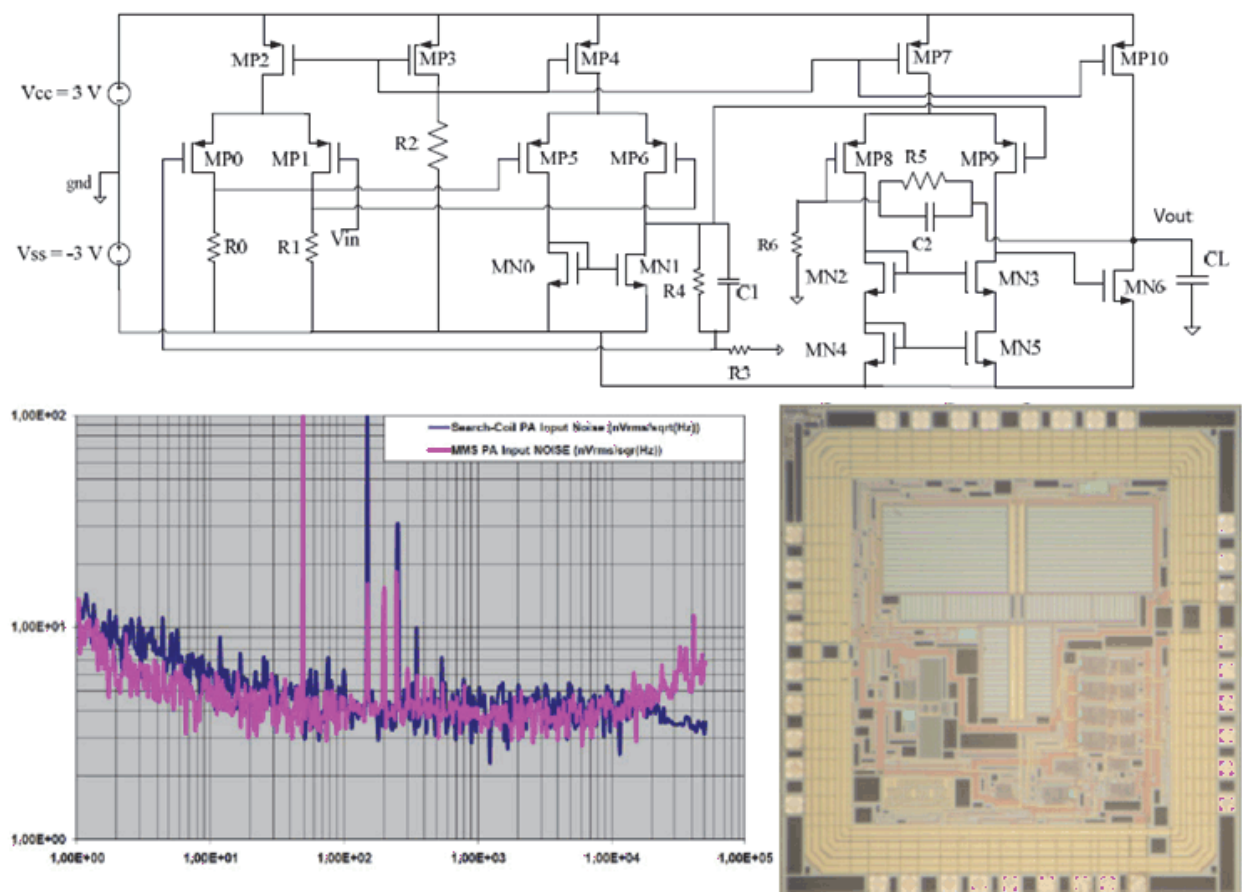 MP2
MP3
MP4
MP7
MP10
Vcc = 3 V
gnd
Vss = -3 V
MP0
MP1
R2
MP5
MP6
MP8
R5
MP9
C2
R0
R1
Vin
MN0
MN1
R4
C1
R3
R6
MN2
MN3
MN4
MN5
MN6
Vout
CL
1,00E+02
1,00E+01
1,00E+00
Search-Coil PA Input Noise (nVrms/sqrt(Hz))
MMS PA Input NOISE (nVrms/sqr(Hz))
1,00E+00
1,00E+01
1,00E+02
1,00E+03
1,00E+04
1,00E+05